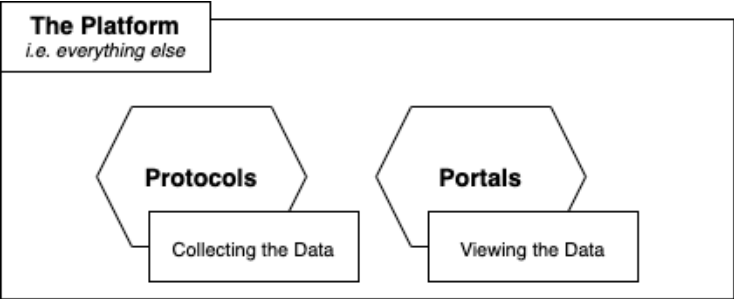 The Platform
i.e. everything else
Protocols
Collecting the Data
Portals
Viewing the Data